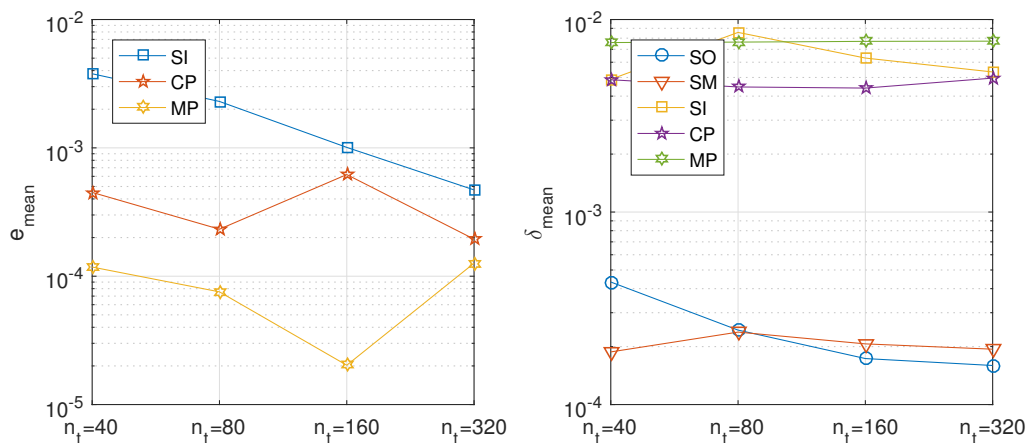 10^-2
10^-3
10^-4
10^-5
e_mean
SI
CP
MP
n_t=40
n_t=80
n_t=160
n_t=320
10^-2
10^-3
10^-4
δ_mean
SO
SM
SI
CP
MP
n_t=40
n_t=80
n_t=160
n_t=320